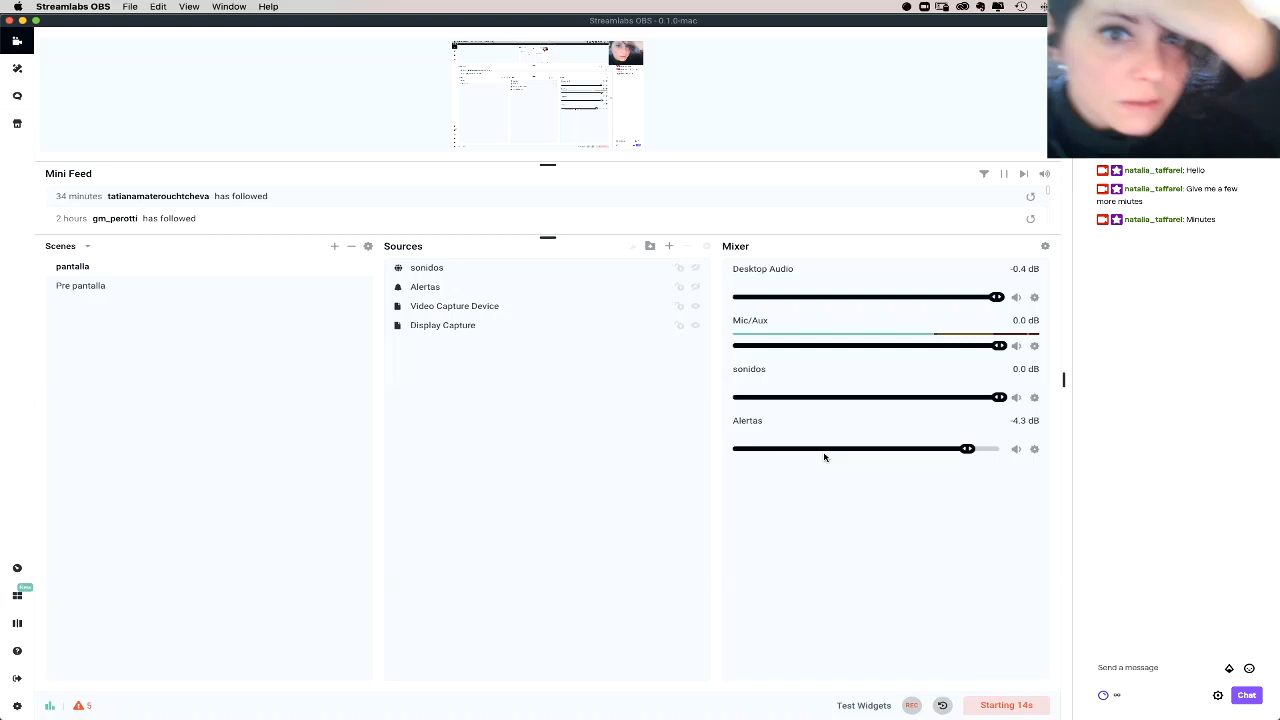 Streamlabs OBS File Edit View Window Help
Streamlabs OBS - 0.1.0-mac
Mini Feed
34 minutes tatianamaterouchtcheva has followed
2 hours gm_perotti has followed
natalia_taffarel: Hello
natalia_taffarel: Give me a few
more miutes
natalia_taffarel: Minutes
Scenes
pantalla
Pre pantalla
Sources
sonidos
Alertas
Video Capture Device
Display Capture
Mixer
Desktop Audio -0.4 dB
Mic/Aux 0.0 dB
sonidos 0.0 dB
Alertas -4.3 dB
Send a message
Chat
5
Test Widgets
REC
Starting 14s